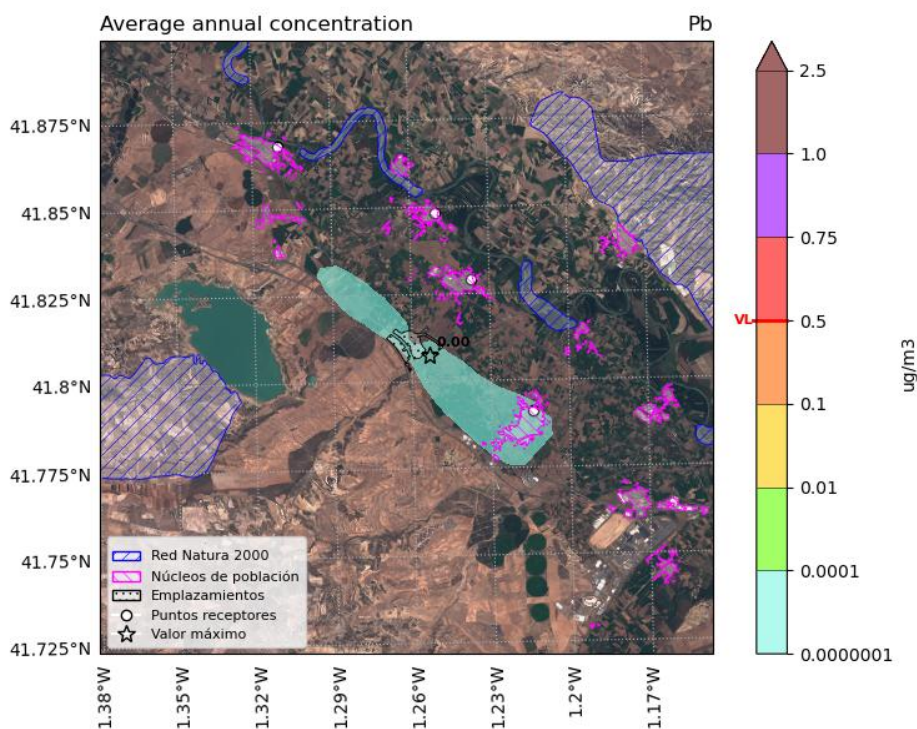 Average annual concentration Pb
41.875°N
41.85°N
41.825°N
41.8°N
41.775°N
41.75°N
41.725°N
0.00
Red Natura 2000
Núcleos de población
Emplazamientos
Puntos receptores
Valor máximo
1.38°W
1.35°W
1.32°W
1.29°W
1.26°W
1.23°W
1.2°W
1.17°W
2.5
1.0
0.75
VL 0.5
0.1
0.01
0.0001
0.0000001
ug/m3